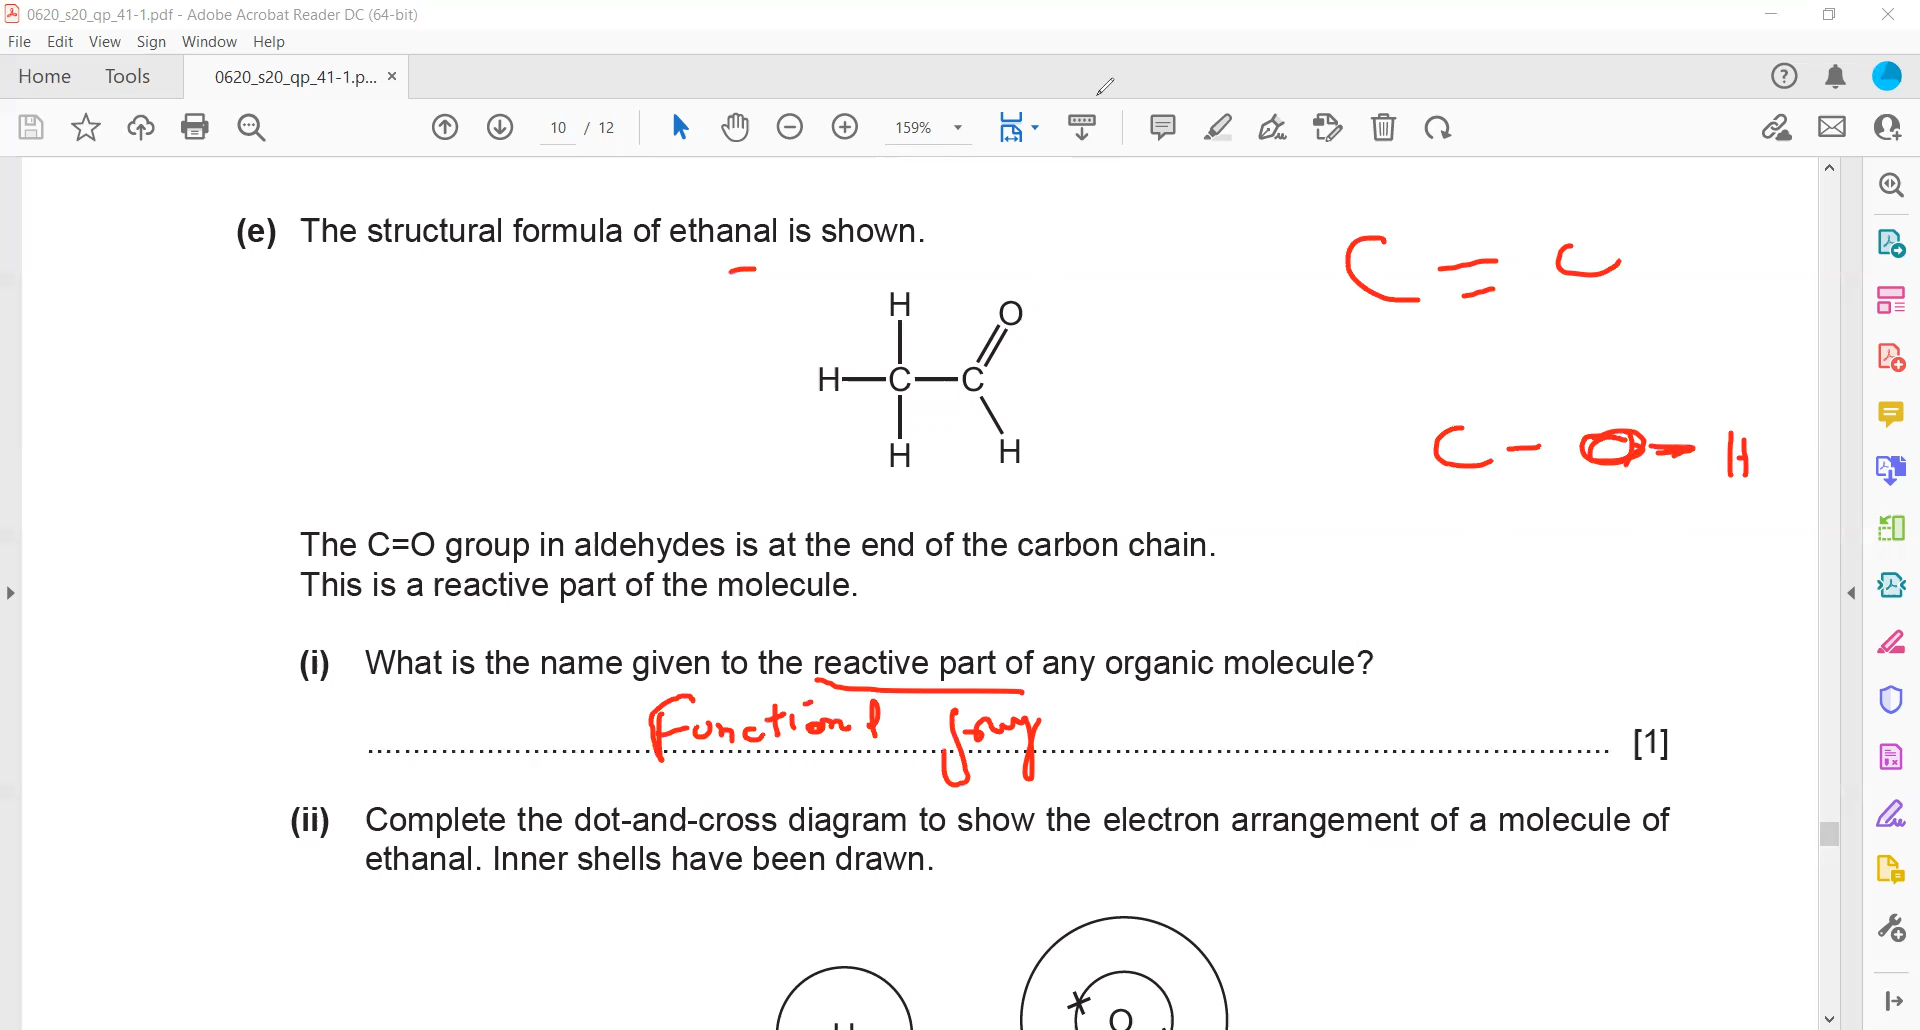 0620_s20_qp_41-1.pdf - Adobe Acrobat Reader DC (64-bit)
File Edit View Sign Window Help
Home Tools 0620_s20_qp_41-1.p... ×
10 / 12 159%
(e) The structural formula of ethanal is shown.
C = C
H O
H C C
H H
C - O - H
The C=O group in aldehydes is at the end of the carbon chain.
This is a reactive part of the molecule.
(i) What is the name given to the reactive part of any organic molecule?
Functional
[1]
(ii) Complete the dot-and-cross diagram to show the electron arrangement of a molecule of
ethanal. Inner shells have been drawn.
H O